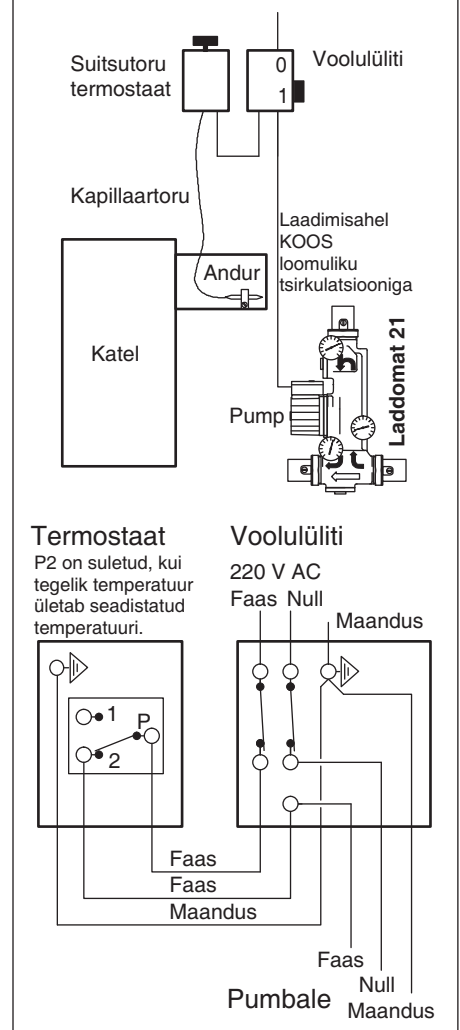 Suitsutoru
termostaat
0
1
Voolulüliti
Kapillaartoru
Laadimisahel
KOOS
loomuliku
tsirkulatsiooniga
Andur
Katel
Pump
Laddomat 21
Termostaat
P2 on suletud, kui
tegelik temperatuur
ületab seadistatud
temperatuuri.
Voolulüliti
220 V AC
Faas Null
Maandus
1
P
2
Faas
Faas
Maandus
Faas
Null
Maandus
Pumbale